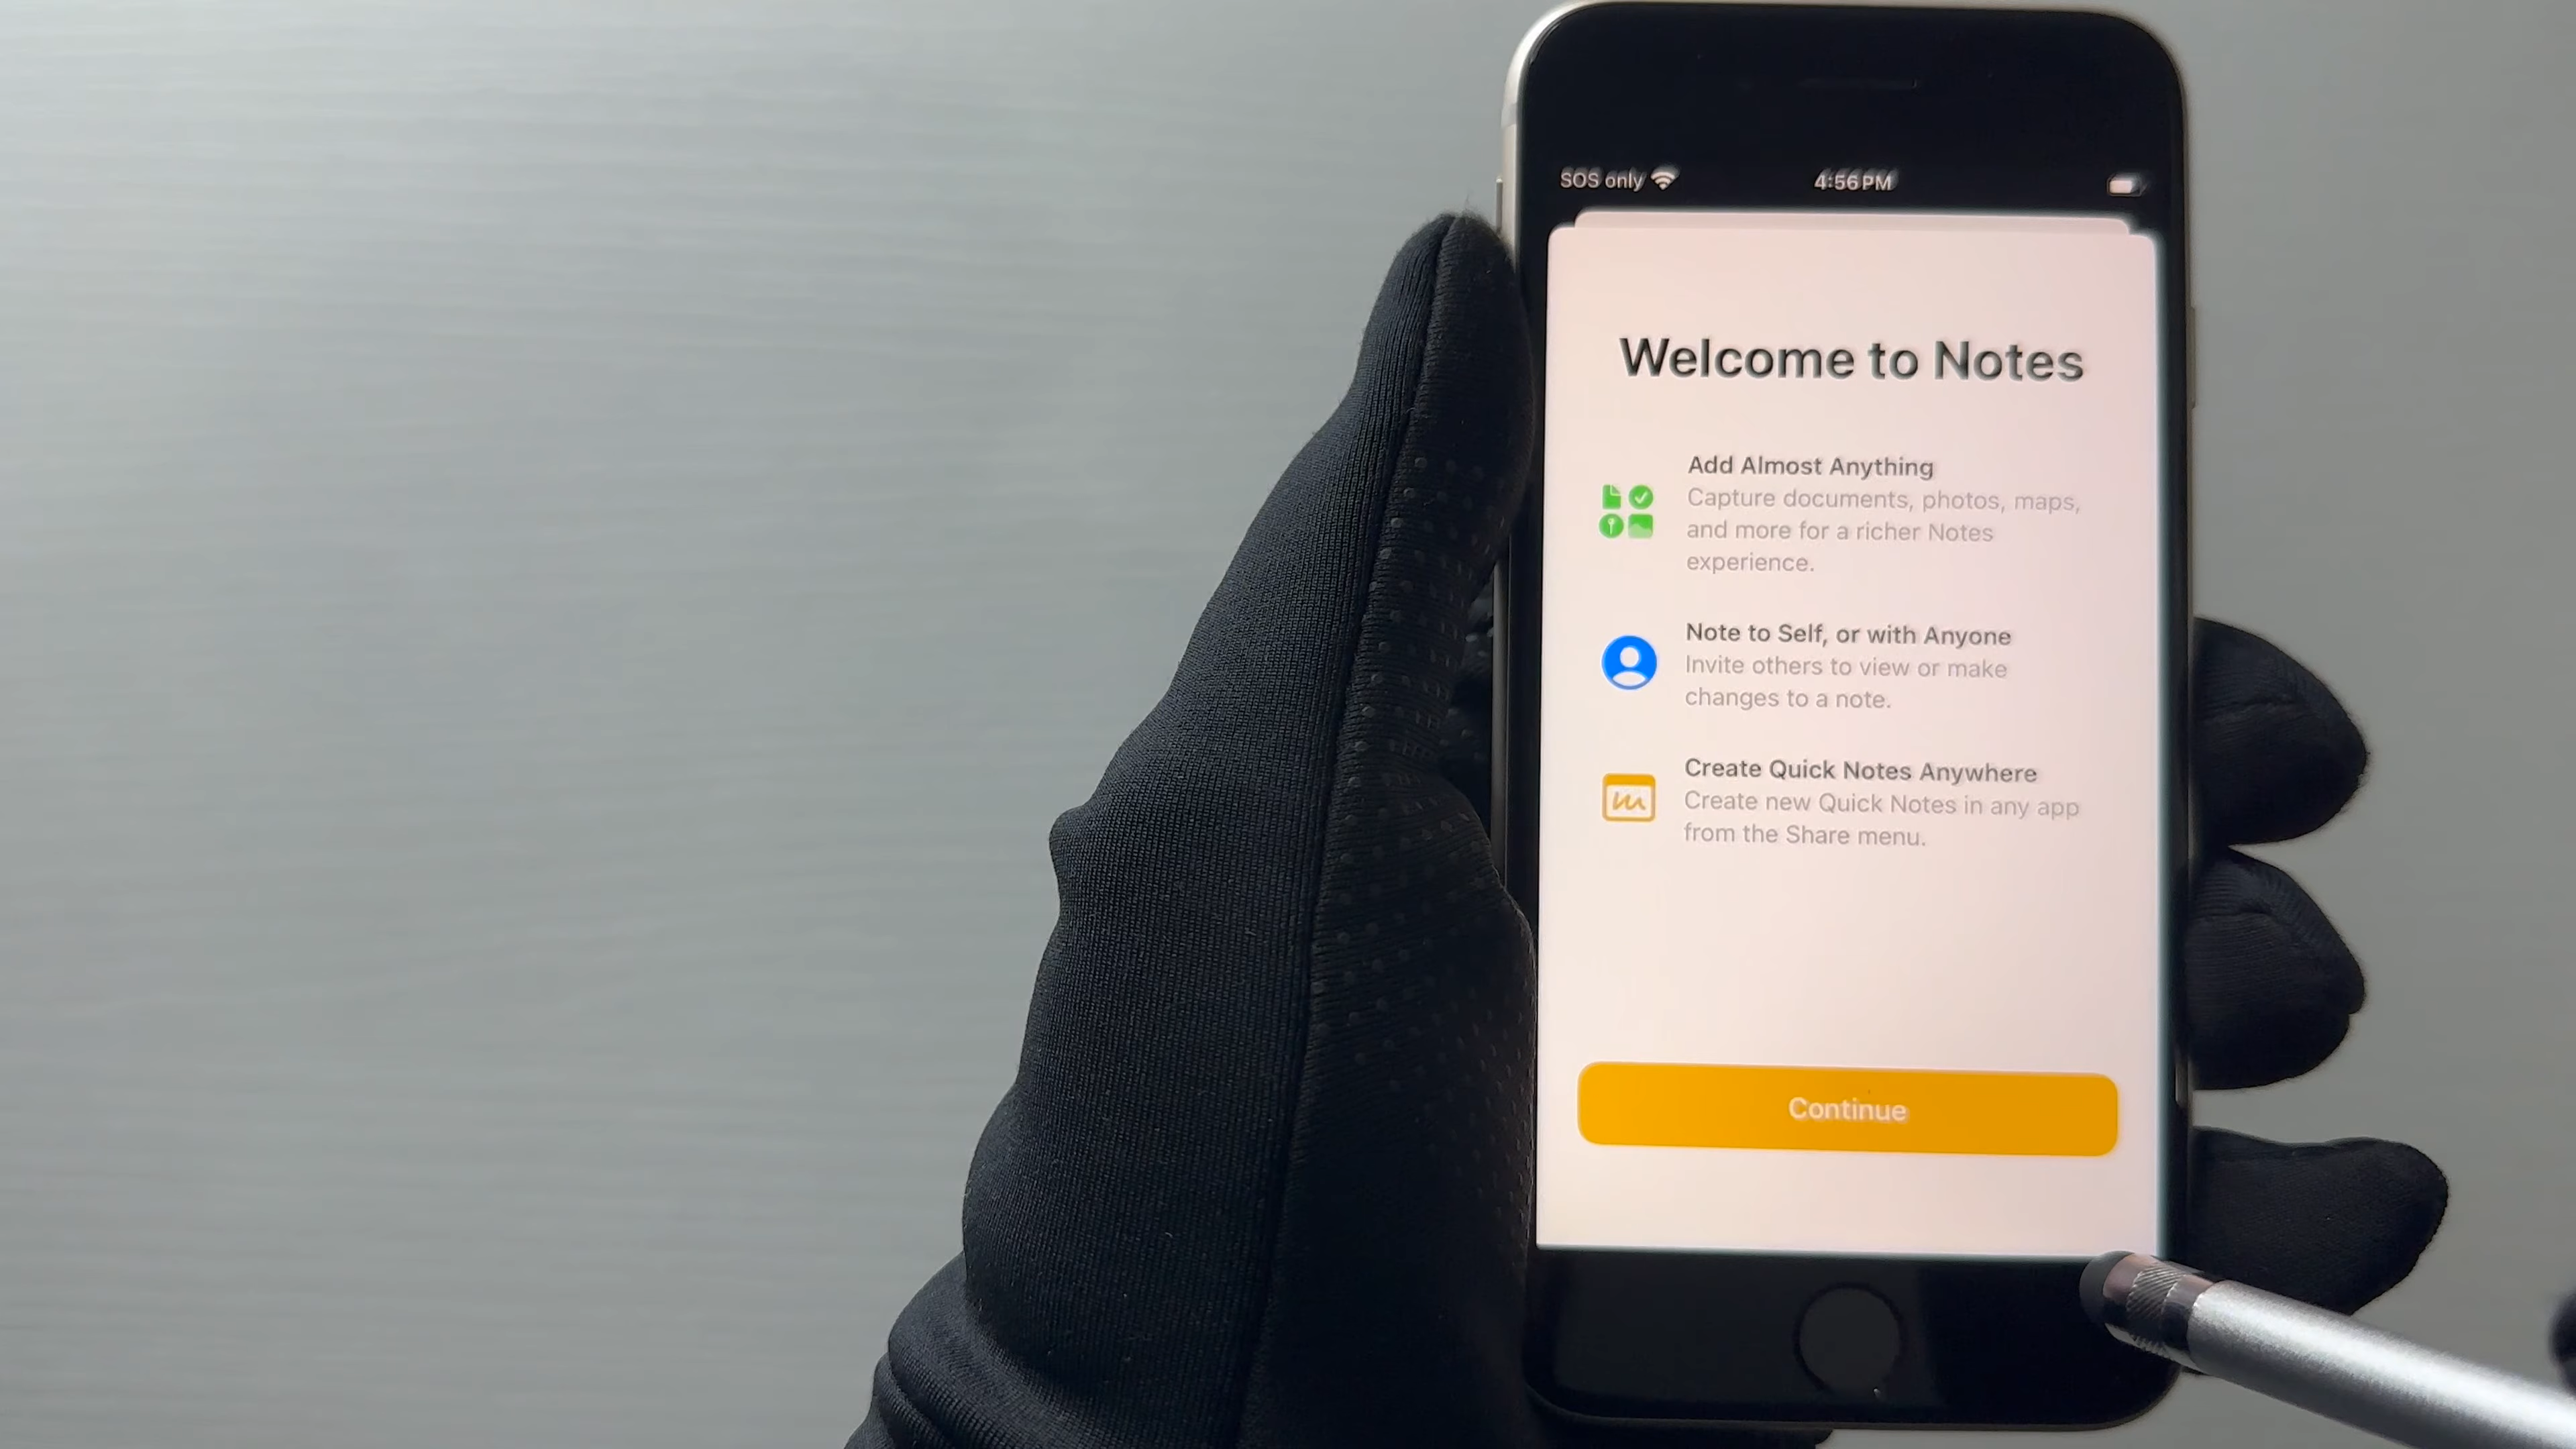 SOS only
4:56 PM
Welcome to Notes
Add Almost Anything
Capture documents, photos, maps,
and more for a richer Notes
experience.
Note to Self, or with Anyone
Invite others to view or make
changes to a note.
Create Quick Notes Anywhere
Create new Quick Notes in any app
from the Share menu.
Continue